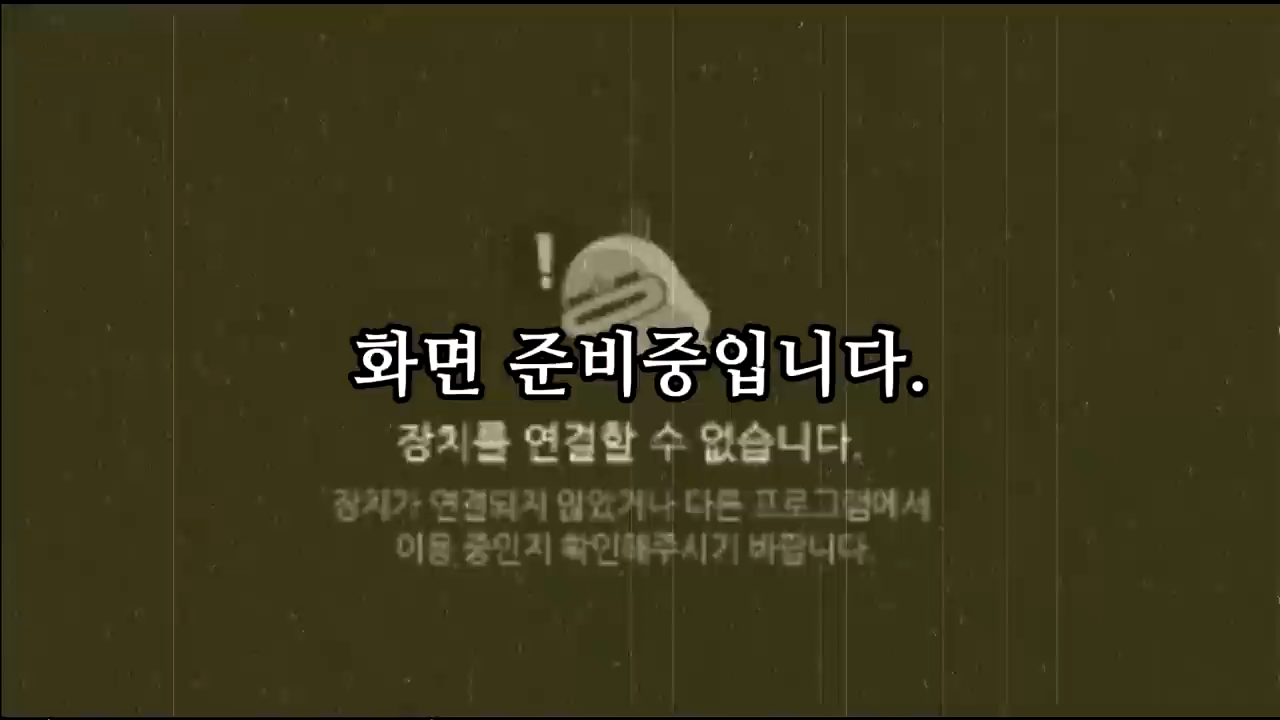 !
화면 준비중입니다.
장치를 연결할 수 없습니다.
장치가 연결되지 않았거나 다른 프로그램에서
이용 중인지 확인해주시기 바랍니다.